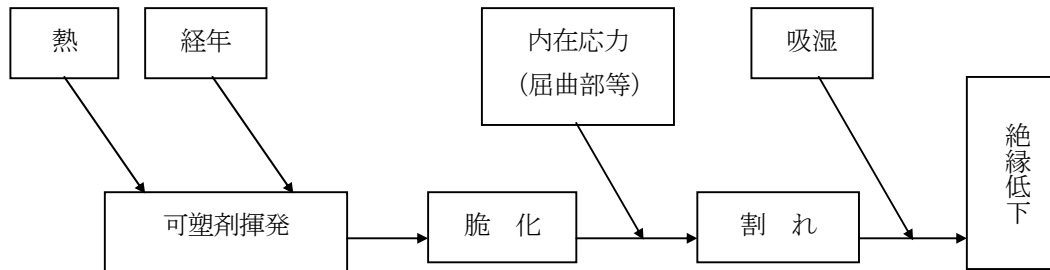 熱
経年
内在応力
(屈曲部等)
吸湿
絶縁低下
可塑剤揮発
脆　化
割　れ